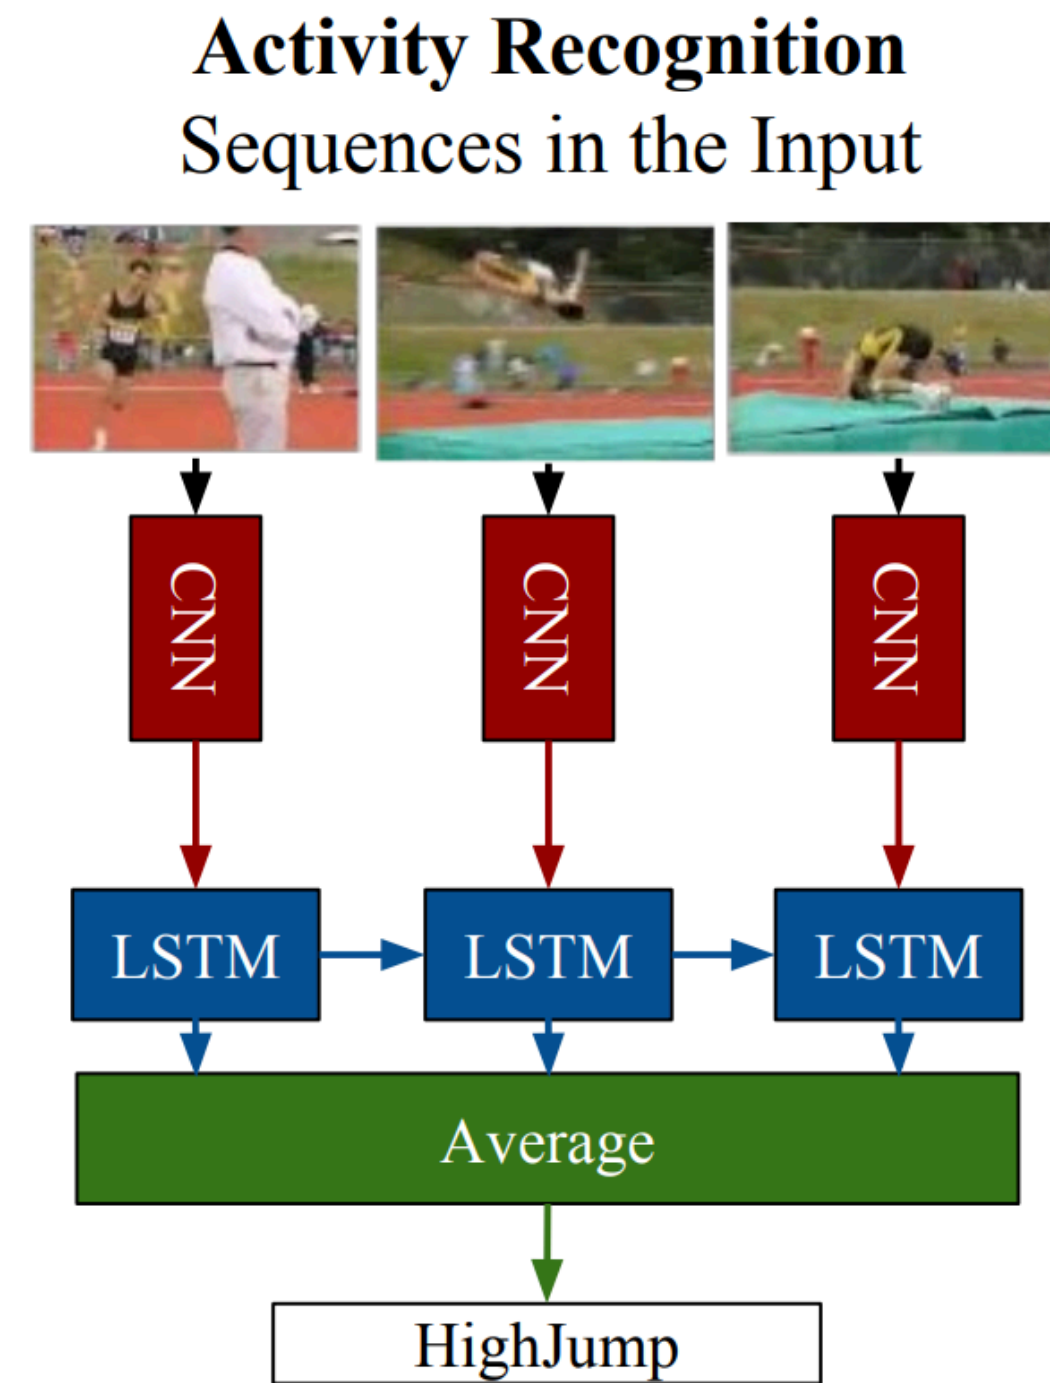 Activity Recognition
Sequences in the Input
CNN
CNN
CNN
LSTM
LSTM
LSTM
Average
HighJump